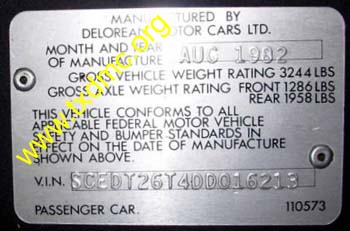 MANUFACTURED BY
DELOREAN MOTOR CARS LTD.
MONTH AND YEAR
OF MANUFACTURE AUG 1982
GROSS VEHICLE WEIGHT RATING 3244 LBS
GROSS AXLE WEIGHT RATING FRONT 1286 LBS
REAR 1958 LBS
THIS VEHICLE CONFORMS TO ALL
APPLICABLE FEDERAL MOTOR VEHICLE
SAFETY AND BUMPER STANDARDS IN
EFFECT ON THE DATE OF MANUFACTURE
SHOWN ABOVE.
V.I.N. SCEDT26T4DD016213
PASSENGER CAR. 110573